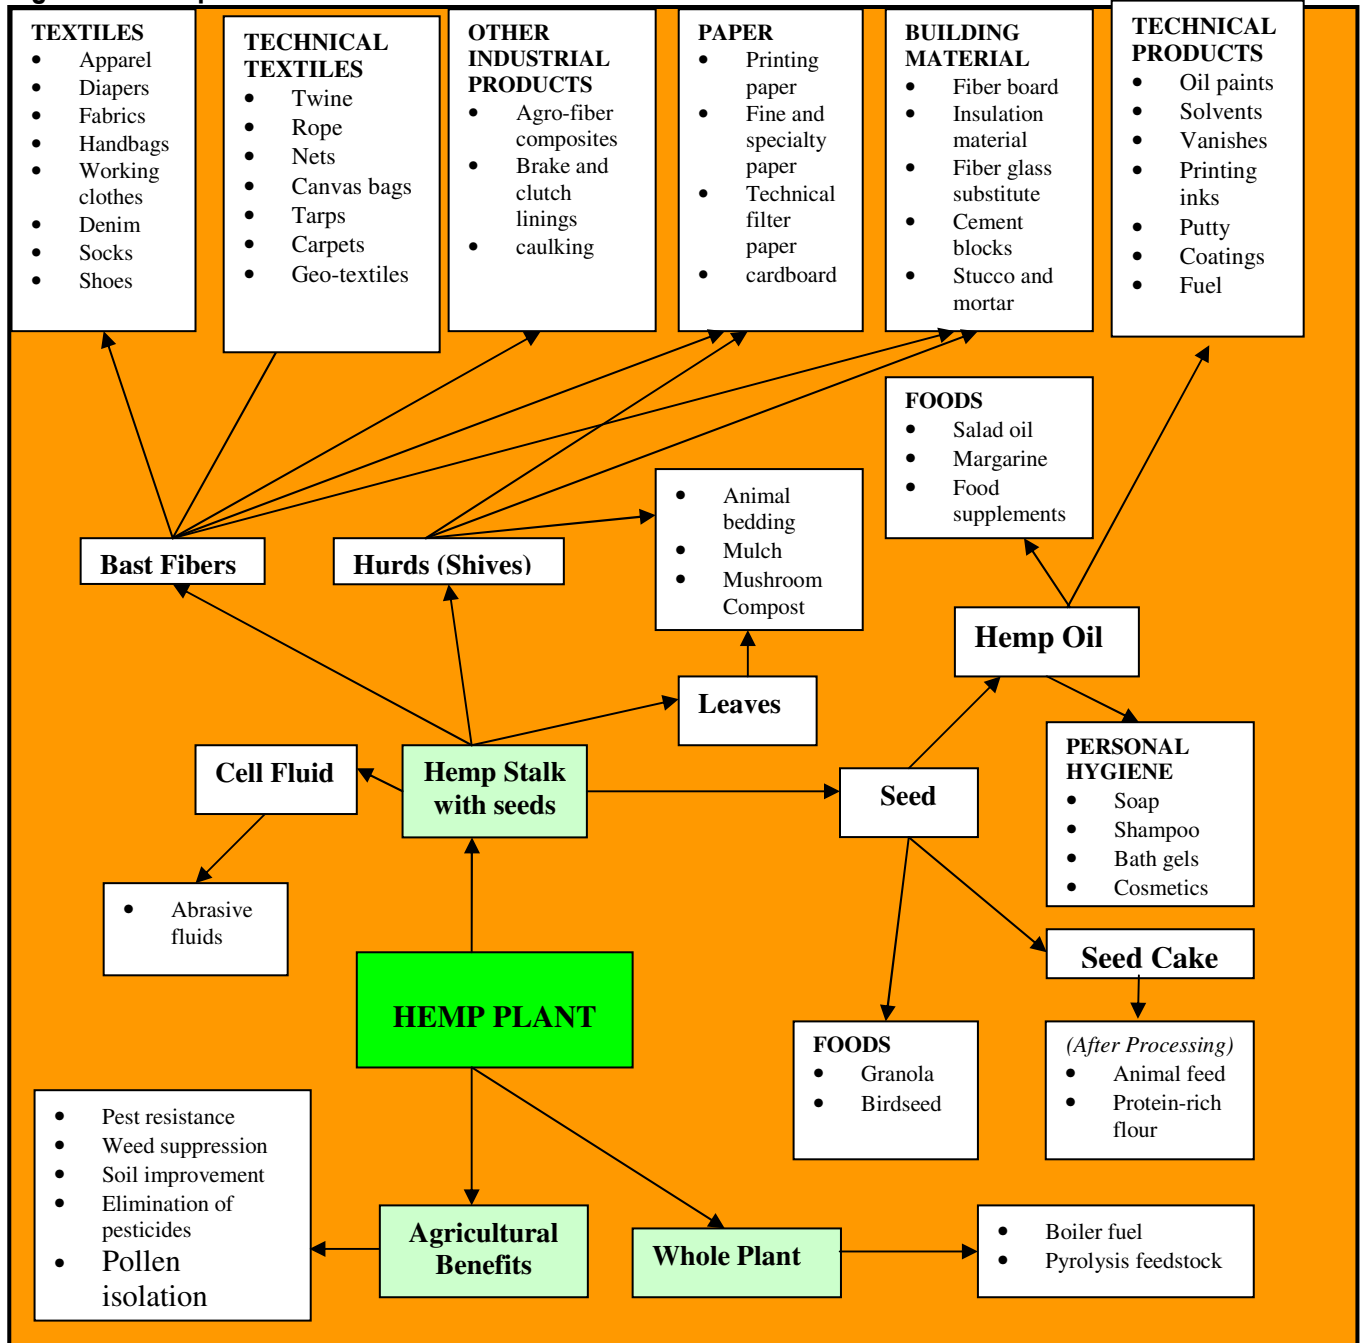 TEXTILES
• Apparel
• Diapers
• Fabrics
• Handbags
• Working
clothes
• Denim
• Socks
• Shoes
TECHNICAL
TEXTILES
• Twine
• Rope
• Nets
• Canvas bags
• Tarps
• Carpets
• Geo-textiles
OTHER
INDUSTRIAL
PRODUCTS
• Agro-fiber
composites
• Brake and
clutch
linings
• caulking
PAPER
• Printing
paper
• Fine and
specialty
paper
• Technical
filter
paper
• cardboard
BUILDING
MATERIAL
• Fiber board
• Insulation
material
• Fiber glass
substitute
• Cement
blocks
• Stucco and
mortar
TECHNICAL
PRODUCTS
• Oil paints
• Solvents
• Vanishes
• Printing
inks
• Putty
• Coatings
• Fuel
FOODS
• Salad oil
• Margarine
• Food
supplements
• Animal
bedding
• Mulch
• Mushroom
Compost
Bast Fibers
Hurds (Shives)
Hemp Oil
Leaves
PERSONAL
HYGIENE
• Soap
• Shampoo
• Bath gels
• Cosmetics
Cell Fluid
Hemp Stalk
with seeds
Seed
• Abrasive
fluids
Seed Cake
HEMP PLANT
FOODS
• Granola
• Birdseed
(After Processing)
• Animal feed
• Protein-rich
flour
• Pest resistance
• Weed suppression
• Soil improvement
• Elimination of
pesticides
• Pollen
isolation
Agricultural
Benefits
Whole Plant
• Boiler fuel
• Pyrolysis feedstock